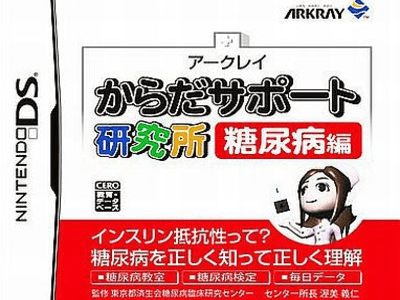 ARKRAY
NINTENDO DS
アークレイ
からだサポート
研究所 糖尿病編
CERO
教育・データベース
インスリン抵抗性って?
糖尿病を正しく知って正しく理解
糖尿病教室 糖尿病検定 毎日データ
監修 東京都済生会糖尿病臨床研究センター センター所長 渥美 義仁